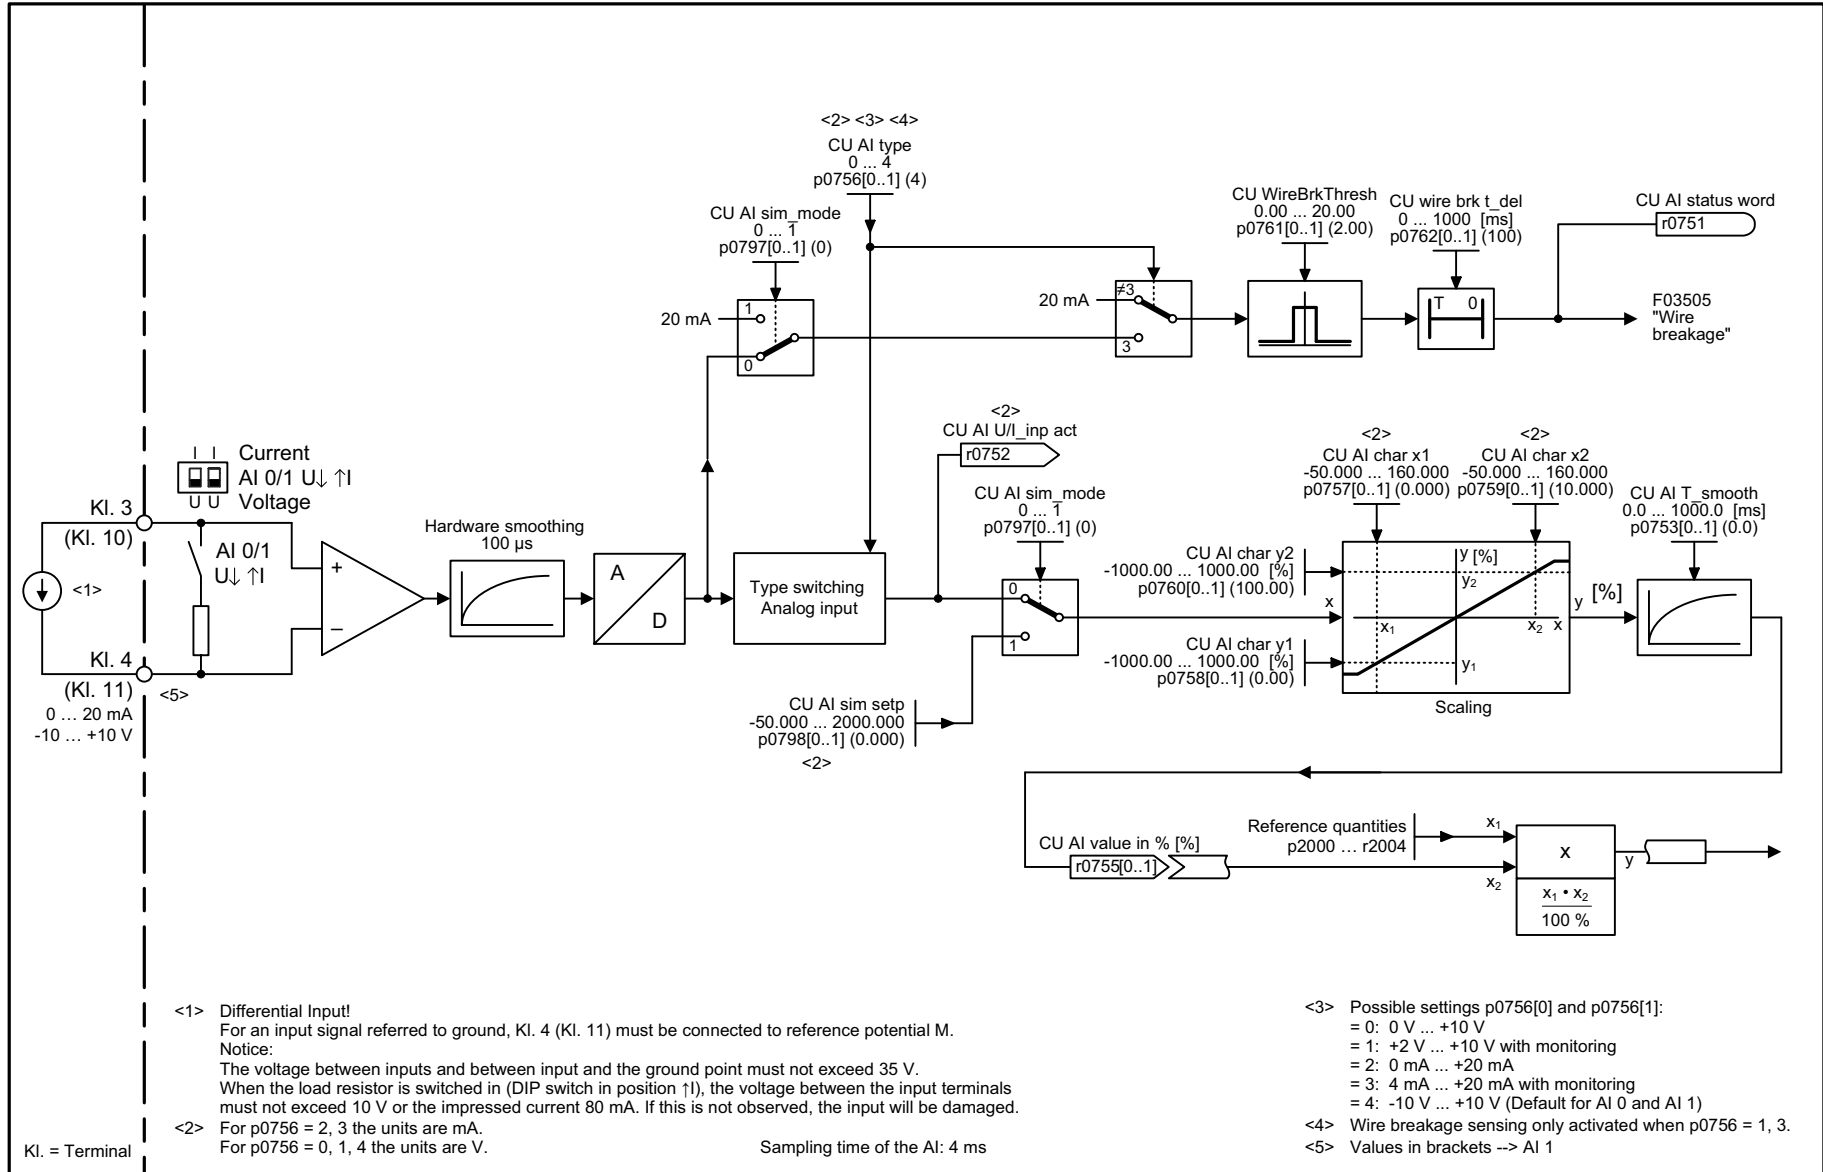 <2> <3> <4>
CU AI type
0 ... 4
p0756[0..1] (4)
CU AI sim_mode
0 ... 1
p0797[0..1] (0)
20 mA
1
0
CU WireBrkThresh
0.00 ... 20.00
p0761[0..1] (2.00)
CU wire brk t_del
0 ... 1000 [ms]
p0762[0..1] (100)
CU AI status word
r0751
20 mA
≠3
3
T 0
F03505
"Wire
breakage"
I I
Current
AI 0/1 U↓ ↑I
U U
Voltage
Kl. 3
(Kl. 10)
<1>
AI 0/1
U↓ ↑I
Kl. 4
(Kl. 11)
<5>
0 … 20 mA
-10 … +10 V
+
–
Hardware smoothing
100 µs
A
D
Type switching
Analog input
<2>
CU AI U/I_inp act
r0752
CU AI sim_mode
0 ... 1
p0797[0..1] (0)
0
1
CU AI sim setp
-50.000 ... 2000.000
p0798[0..1] (0.000)
<2>
<2>
CU AI char x1
-50.000 ... 160.000
p0757[0..1] (0.000)
<2>
CU AI char x2
-50.000 ... 160.000
p0759[0..1] (10.000)
CU AI T_smooth
0.0 ... 1000.0 [ms]
p0753[0..1] (0.0)
CU AI char y2
-1000.00 ... 1000.00 [%]
p0760[0..1] (100.00)
x
CU AI char y1
-1000.00 ... 1000.00 [%]
p0758[0..1] (0.00)
y [%]
y2
x1
x2 x
y1
Scaling
y [%]
CU AI value in % [%]
r0755[0..1]
Reference quantities
p2000 … r2004
x1
x2
x
x1 • x2
100 %
y
<1> Differential Input!
For an input signal referred to ground, Kl. 4 (Kl. 11) must be connected to reference potential M.
Notice:
The voltage between inputs and between input and the ground point must not exceed 35 V.
When the load resistor is switched in (DIP switch in position ↑I), the voltage between the input terminals
must not exceed 10 V or the impressed current 80 mA. If this is not observed, the input will be damaged.
<2> For p0756 = 2, 3 the units are mA.
For p0756 = 0, 1, 4 the units are V.
Sampling time of the AI: 4 ms
<3> Possible settings p0756[0] and p0756[1]:
= 0: 0 V ... +10 V
= 1: +2 V ... +10 V with monitoring
= 2: 0 mA ... +20 mA
= 3: 4 mA ... +20 mA with monitoring
= 4: -10 V ... +10 V (Default for AI 0 and AI 1)
<4> Wire breakage sensing only activated when p0756 = 1, 3.
<5> Values in brackets --> AI 1
Kl. = Terminal